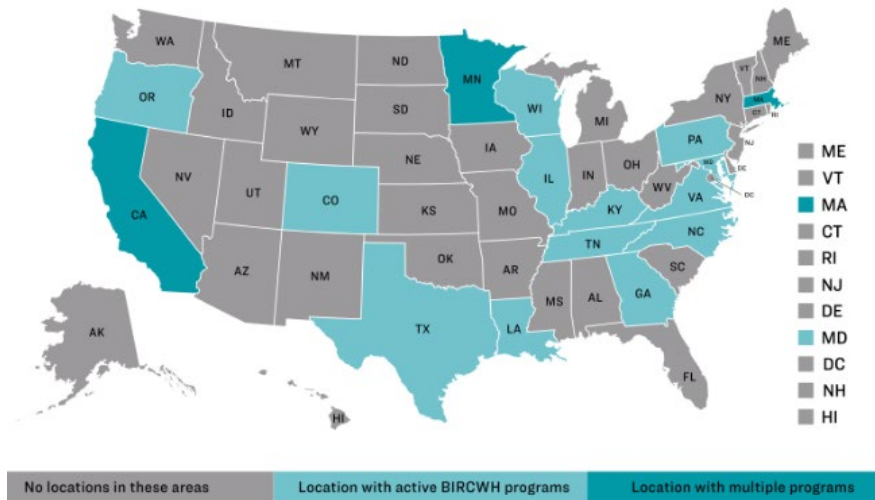 WA
MT
ND
MN
ME
VT
NH
OR
ID
SD
WI
NY
MA
WY
MI
CT
RI
IA
PA
NE
NJ
NV
OH
IL
IN
MD
DE
UT
CO
WV
DC
CA
VA
KS
MO
KY
NC
TN
AZ
NM
OK
AR
SC
MS
AL
GA
TX
LA
AK
FL
HI
ME
VT
MA
CT
RI
NJ
DE
MD
DC
NH
HI
No locations in these areas
Location with active BIRCWH programs
Location with multiple programs